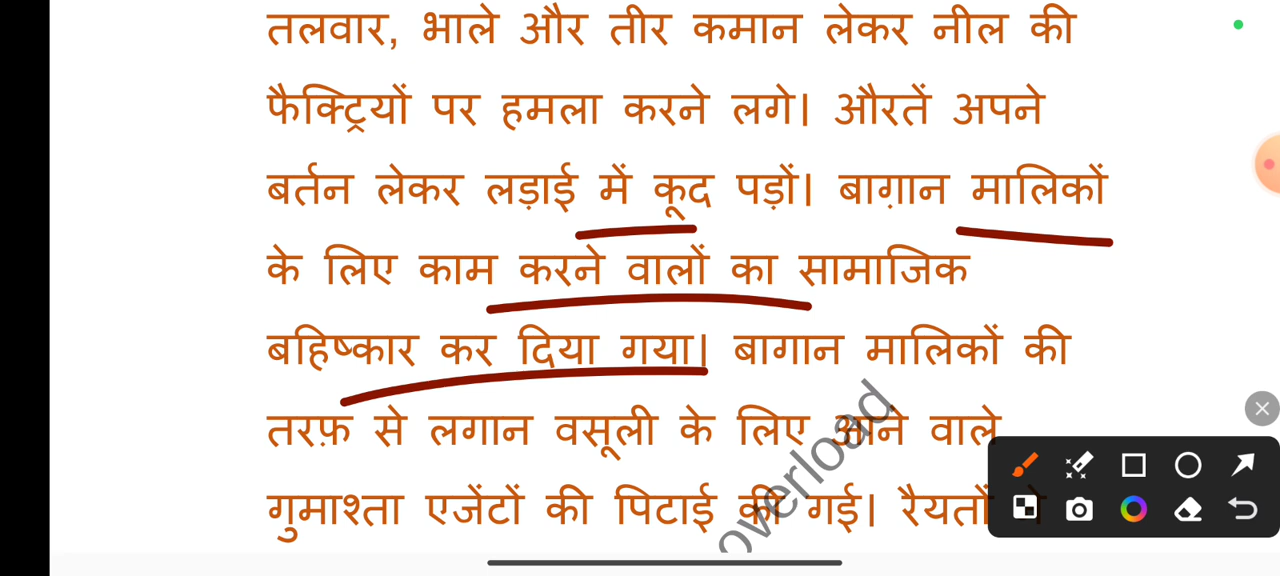 तलवार, भाले और तीर कमान लेकर नील की
फैक्ट्रियों पर हमला करने लगे। औरतें अपने
बर्तन लेकर लड़ाई में कूद पड़ों। बाग़ान मालिकों
के लिए काम करने वालों का सामाजिक
बहिष्कार कर दिया गया। बागान मालिकों की
तरफ़ से लगान वसूली के लिए आने वाले
गुमाश्ता एजेंटों की पिटाई की गई। रैयतों
overload